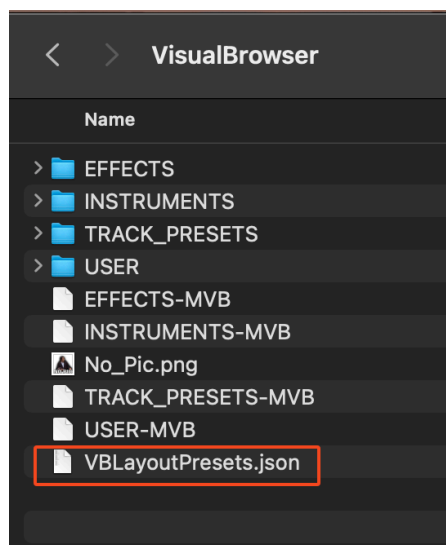 VisualBrowser
Name
EFFECTS
INSTRUMENTS
TRACK_PRESETS
USER
EFFECTS-MVB
INSTRUMENTS-MVB
No_Pic.png
TRACK_PRESETS-MVB
USER-MVB
VBLayoutPresets.json